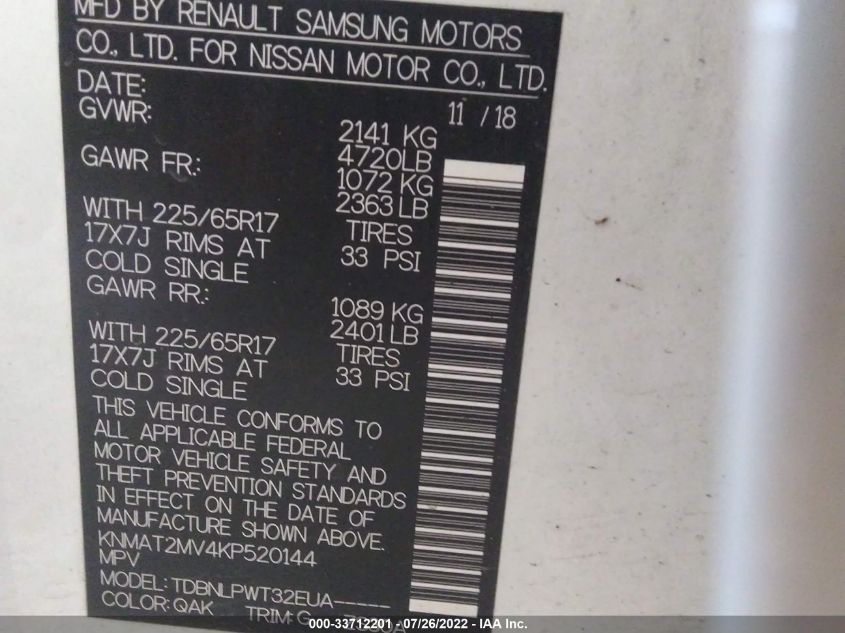 MFD BY RENAULT SAMSUNG MOTORS
CO., LTD. FOR NISSAN MOTOR CO., LTD.
DATE: 11 / 18
GVWR: 2141 KG
4720LB
GAWR FR.: 1072 KG
2363 LB
WITH 225/65R17 TIRES
17X7J RIMS AT 33 PSI
COLD SINGLE
GAWR RR.: 1089 KG
2401 LB
WITH 225/65R17 TIRES
17X7J RIMS AT 33 PSI
COLD SINGLE
THIS VEHICLE CONFORMS TO
ALL APPLICABLE FEDERAL
MOTOR VEHICLE SAFETY AND
THEFT PREVENTION STANDARDS
IN EFFECT ON THE DATE OF
MANUFACTURE SHOWN ABOVE.
KNMAT2MV4KP520144
MPV
MODEL: TDBNLPWT32EUA-----
COLOR: QAK TRIM:
000-33712201 - 07/26/2022 - IAA Inc.